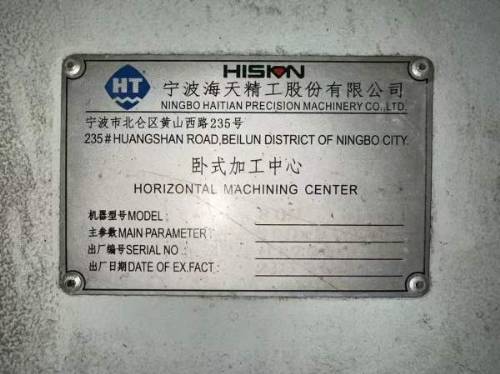 HT
HISION
宁波海天精工股份有限公司
NINGBO HAITIAN PRECISION MACHINERY CO.,LTD.
宁波市北仑区黄山西路235号
235#HUANGSHAN ROAD,BEILUN DISTRICT OF NINGBO CITY.
卧式加工中心
HORIZONTAL MACHINING CENTER
机器型号MODEL :
主参数MAIN PARAMETER :
出厂编号SERIAL NO :
出厂日期DATE OF EX.FACT :